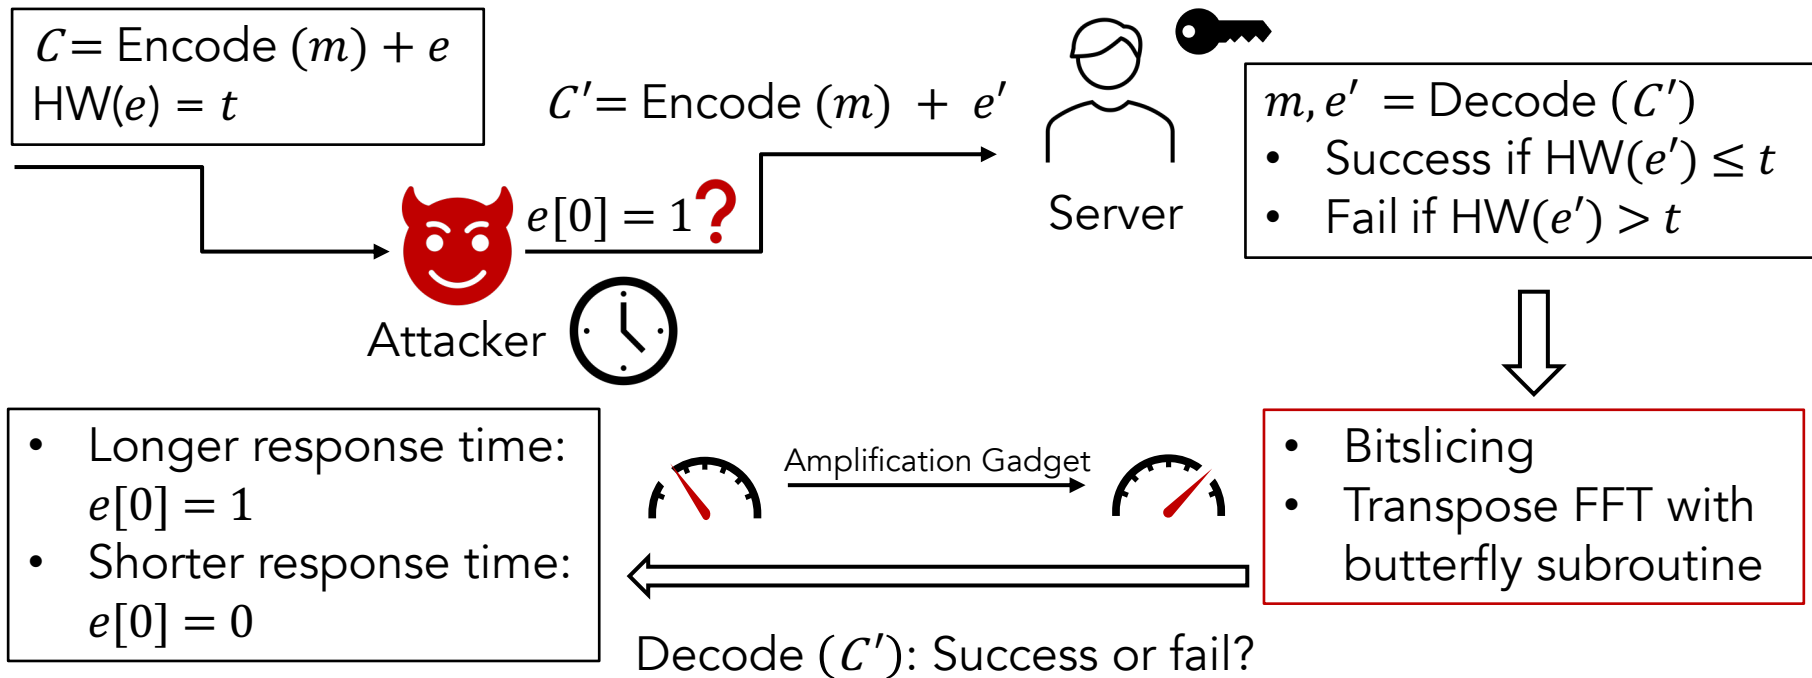 C = Encode (m) + e
HW(e) = t
C′ = Encode (m) + e′
m, e′ = Decode (C′)
• Success if HW(e′) ≤ t
• Fail if HW(e′) > t
e[0] = 1?
Server
Attacker
• Longer response time:
e[0] = 1
• Shorter response time:
e[0] = 0
Amplification Gadget
• Bitslicing
• Transpose FFT with
butterfly subroutine
Decode (C′): Success or fail?